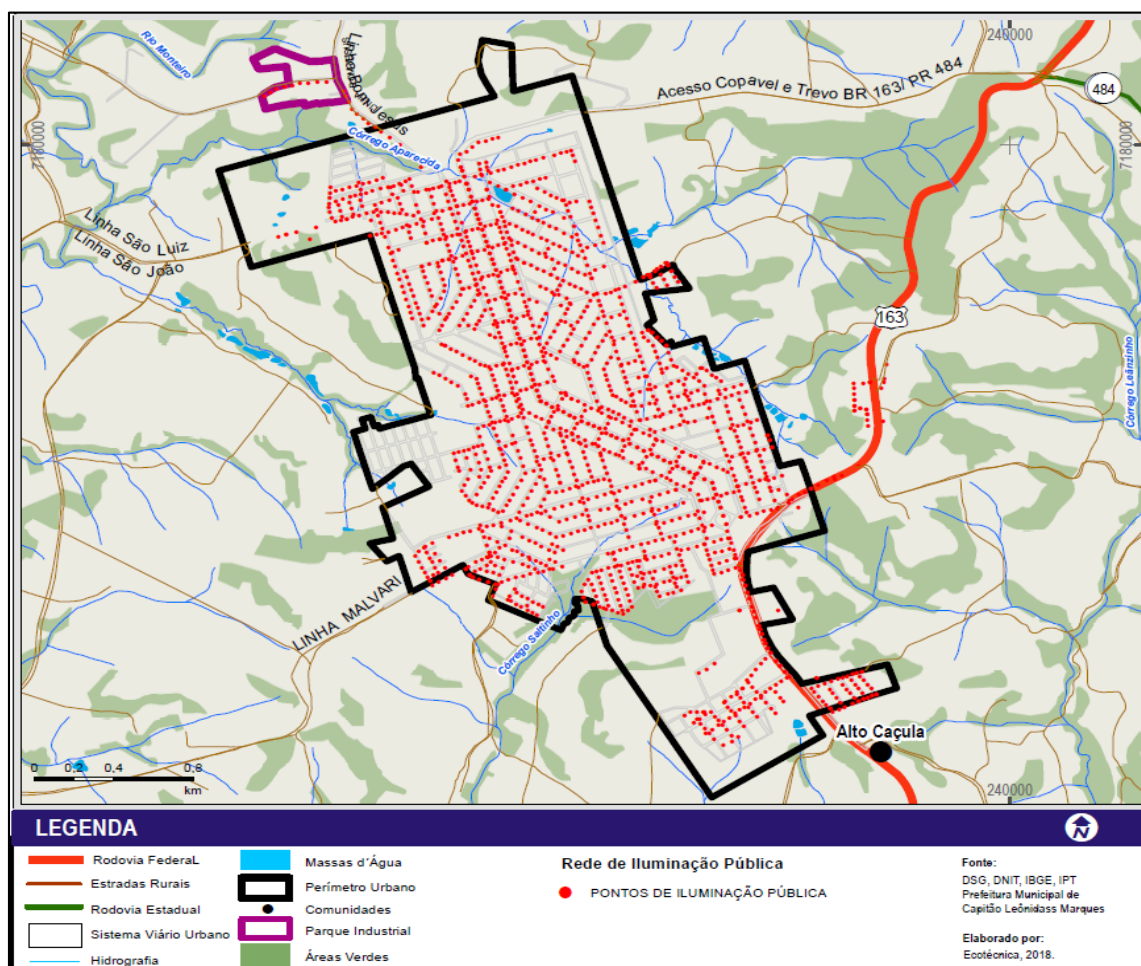 240000
Rio Monteiro
Linha Bom Jesus
Acesso Copavel e Trevo BR 163/ PR 484
484
Córrego Aparecida
7180000
7180000
Linha São Luiz
Linha São João
163
Córrego Leãnzinho
LINHA MALVARI
Córrego Saltinho
Alto Caçula
0 0,2 0,4 0,8
km
240000
LEGENDA
N
Rodovia FederaL
Estradas Rurais
Rodovia Estadual
Sistema Viário Urbano
Hidrografia
Massas d´Água
Perímetro Urbano
Comunidades
Parque Industrial
Áreas Verdes
Rede de Iluminação Pública
PONTOS DE ILUMINAÇÃO PÚBLICA
Fonte:
DSG, DNIT, IBGE, IPT
Prefeitura Municipal de
Capitão Leônidass Marques
Elaborado por:
Ecotécnica, 2018.